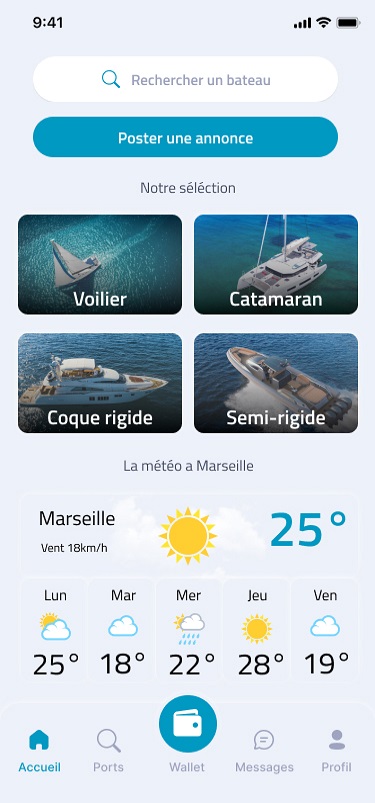 9:41
Rechercher un bateau
Poster une annonce
Notre séléction
Voilier
Catamaran
Coque rigide
Semi-rigide
La météo a Marseille
Marseille
25°
Vent 18km/h
Lun Mar Mer Jeu Ven
25° 18° 22° 28° 19°
Accueil Ports Wallet Messages Profil